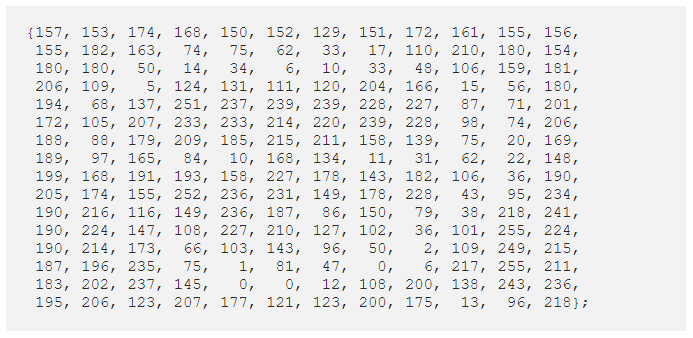 {157, 153, 174, 168, 150, 152, 129, 151, 172, 161, 155, 156,
155, 182, 163, 74, 75, 62, 33, 17, 110, 210, 180, 154,
180, 180, 50, 14, 34, 6, 10, 33, 48, 106, 159, 181,
206, 109, 5, 124, 131, 111, 120, 204, 166, 15, 56, 180,
194, 68, 137, 251, 237, 239, 239, 228, 227, 87, 71, 201,
172, 105, 207, 233, 233, 214, 220, 239, 228, 98, 74, 206,
188, 88, 179, 209, 185, 215, 211, 158, 139, 75, 20, 169,
189, 97, 165, 84, 10, 168, 134, 11, 31, 62, 22, 148,
199, 168, 191, 193, 158, 227, 178, 143, 182, 106, 36, 190,
205, 174, 155, 252, 236, 231, 149, 178, 228, 43, 95, 234,
190, 216, 116, 149, 236, 187, 86, 150, 79, 38, 218, 241,
190, 224, 147, 108, 227, 210, 127, 102, 36, 101, 255, 224,
190, 214, 173, 66, 103, 143, 96, 50, 2, 109, 249, 215,
187, 196, 235, 75, 1, 81, 47, 0, 6, 217, 255, 211,
183, 202, 237, 145, 0, 0, 12, 108, 200, 138, 243, 236,
195, 206, 123, 207, 177, 121, 123, 200, 175, 13, 96, 218};